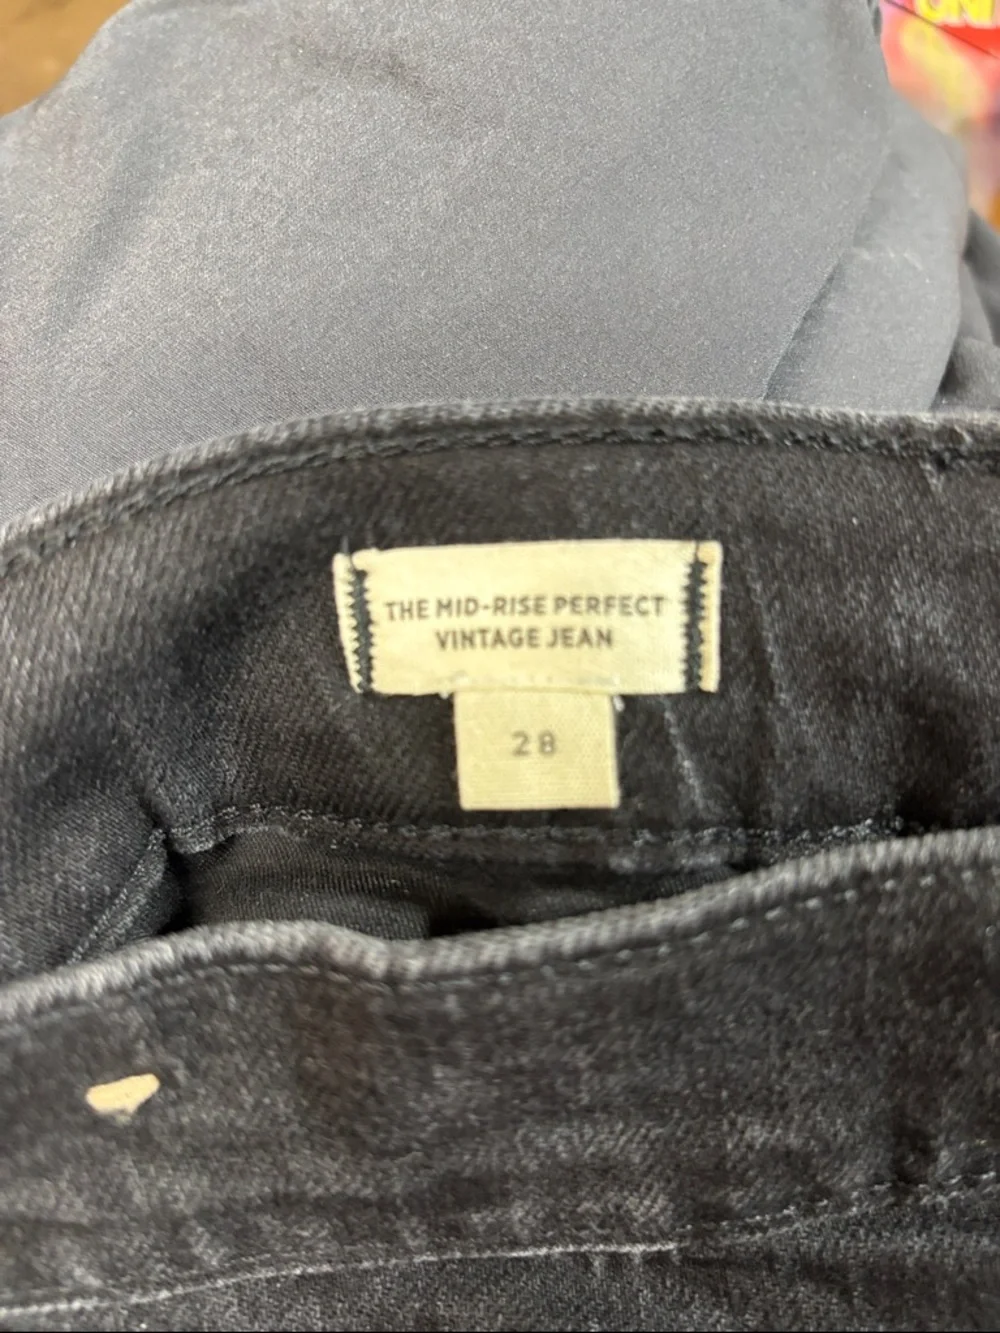 THE MID-RISE PERFECT
VINTAGE JEAN
28